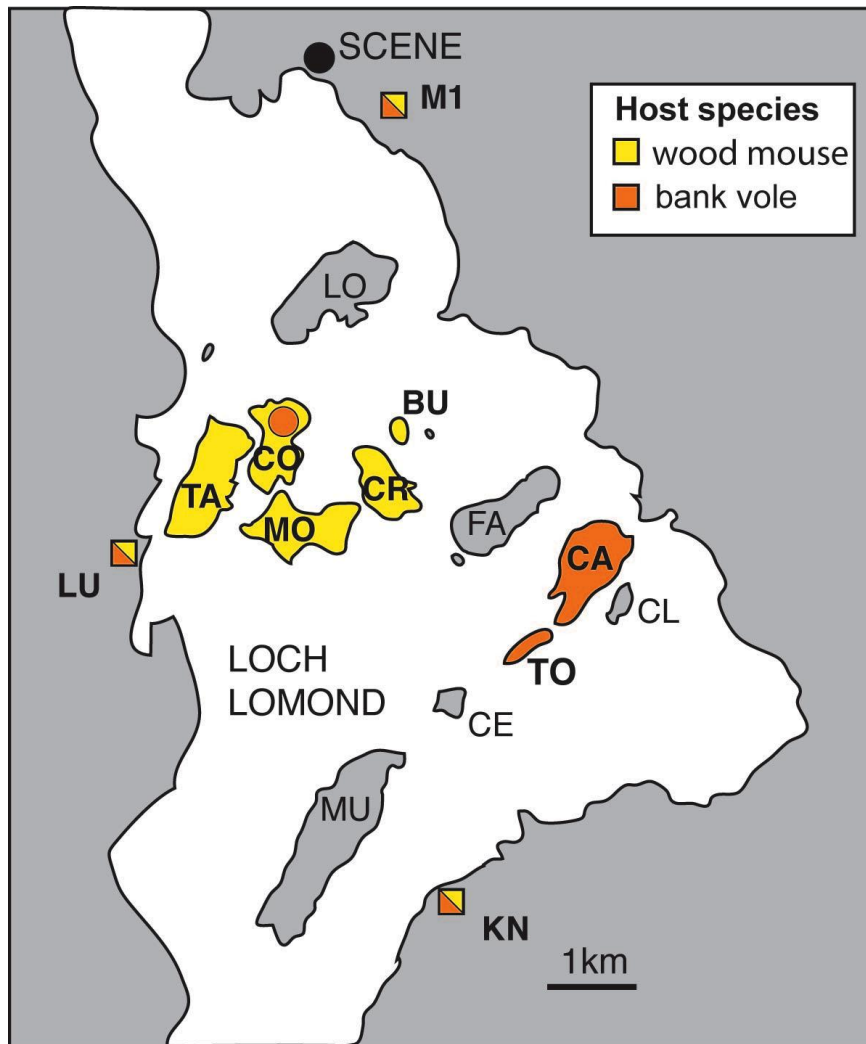 SCENE
M1
Host species
wood mouse
bank vole
LO
BU
CO
TA
CR
MO
FA
CA
LU
CL
LOCH
LOMOND
TO
CE
MU
KN
1km